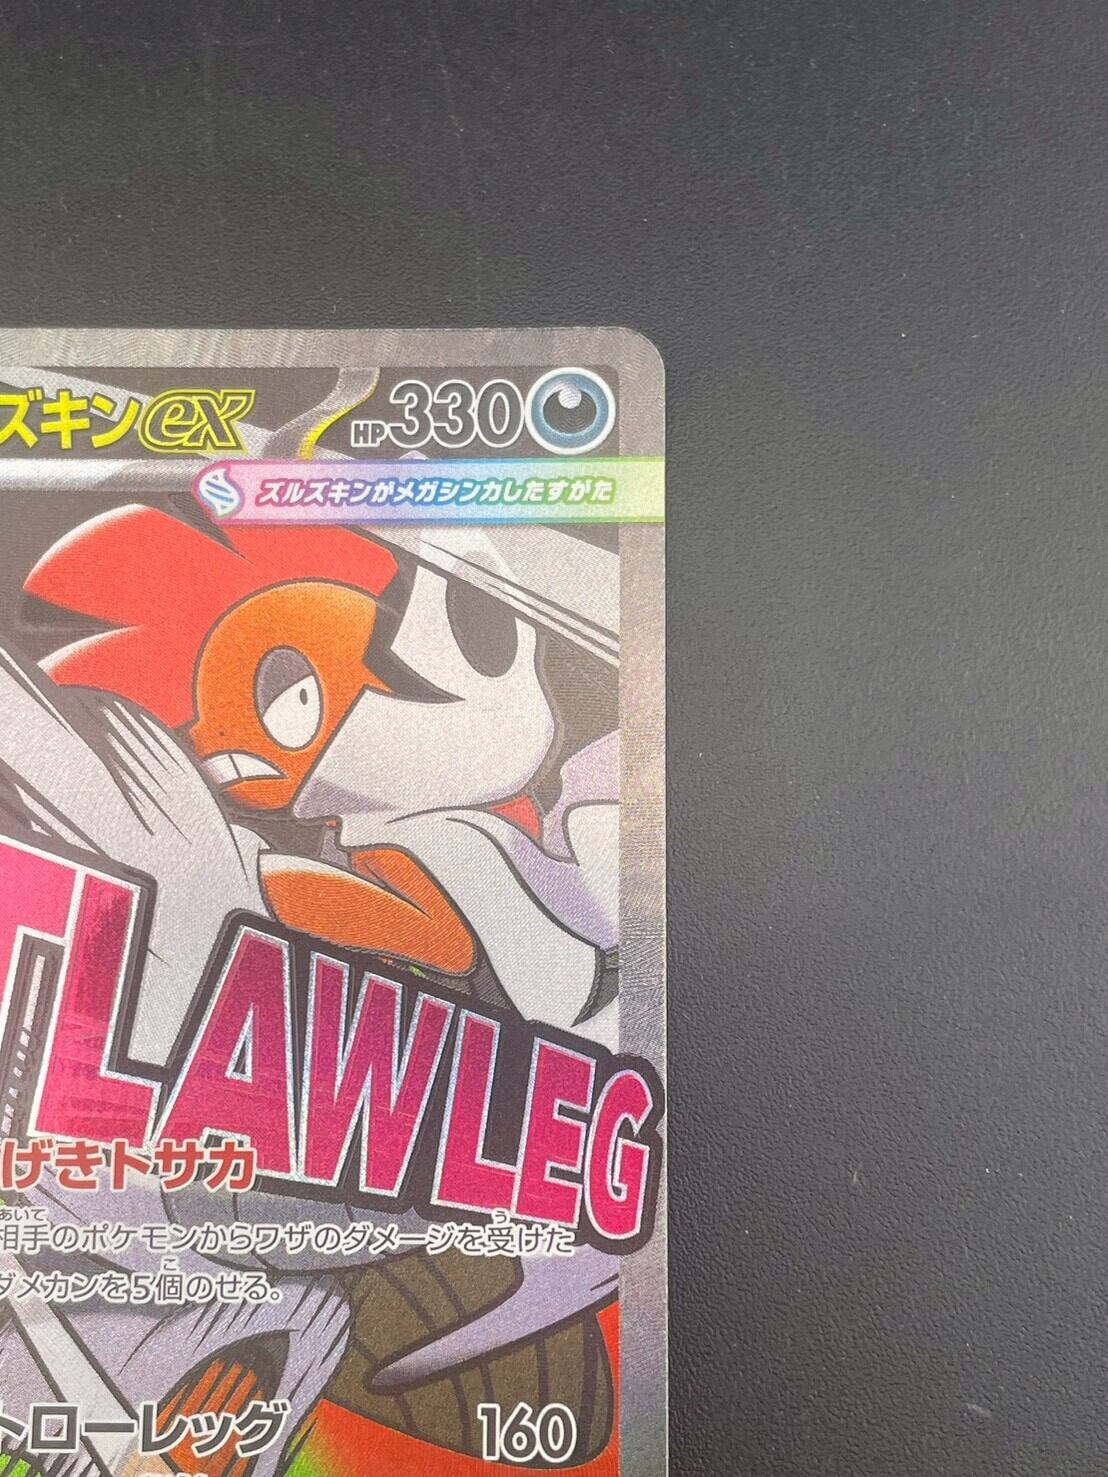 ズキンex HP330
ズルズキンがメガシンカしたすがた
TLAWLEG
げきトサカ
相手のポケモンからワザのダメージを受けた
ダメカンを5個のせる。
トローレッグ 160